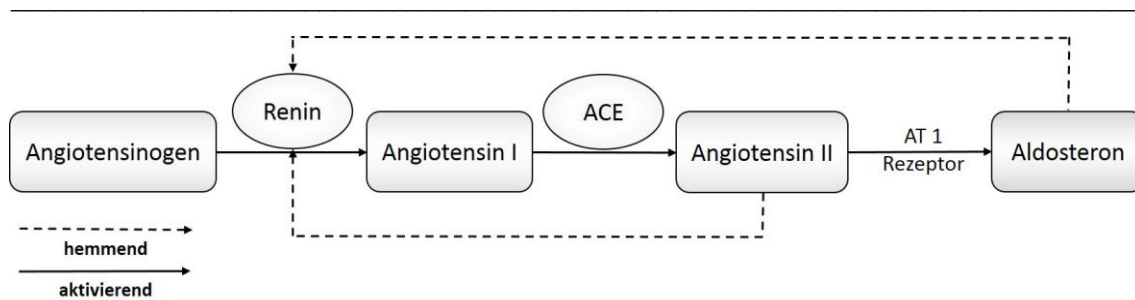 Renin
ACE
Angiotensinogen
Angiotensin I
Angiotensin II
AT 1
Rezeptor
Aldosteron
hemmend
aktivierend